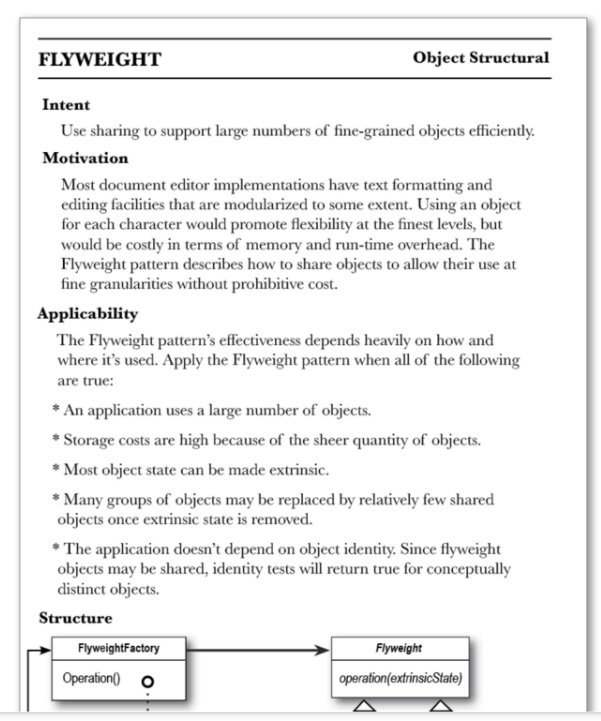 FLYWEIGHT Object Structural
Intent
Use sharing to support large numbers of fine-grained objects efficiently.
Motivation
Most document editor implementations have text formatting and
editing facilities that are modularized to some extent. Using an object
for each character would promote flexibility at the finest levels, but
would be costly in terms of memory and run-time overhead. The
Flyweight pattern describes how to share objects to allow their use at
fine granularities without prohibitive cost.
Applicability
The Flyweight pattern’s effectiveness depends heavily on how and
where it’s used. Apply the Flyweight pattern when all of the following
are true:
* An application uses a large number of objects.
* Storage costs are high because of the sheer quantity of objects.
* Most object state can be made extrinsic.
* Many groups of objects may be replaced by relatively few shared
objects once extrinsic state is removed.
* The application doesn’t depend on object identity. Since flyweight
objects may be shared, identity tests will return true for conceptually
distinct objects.
Structure
FlyweightFactory Flyweight
Operation() operation(extrinsicState)